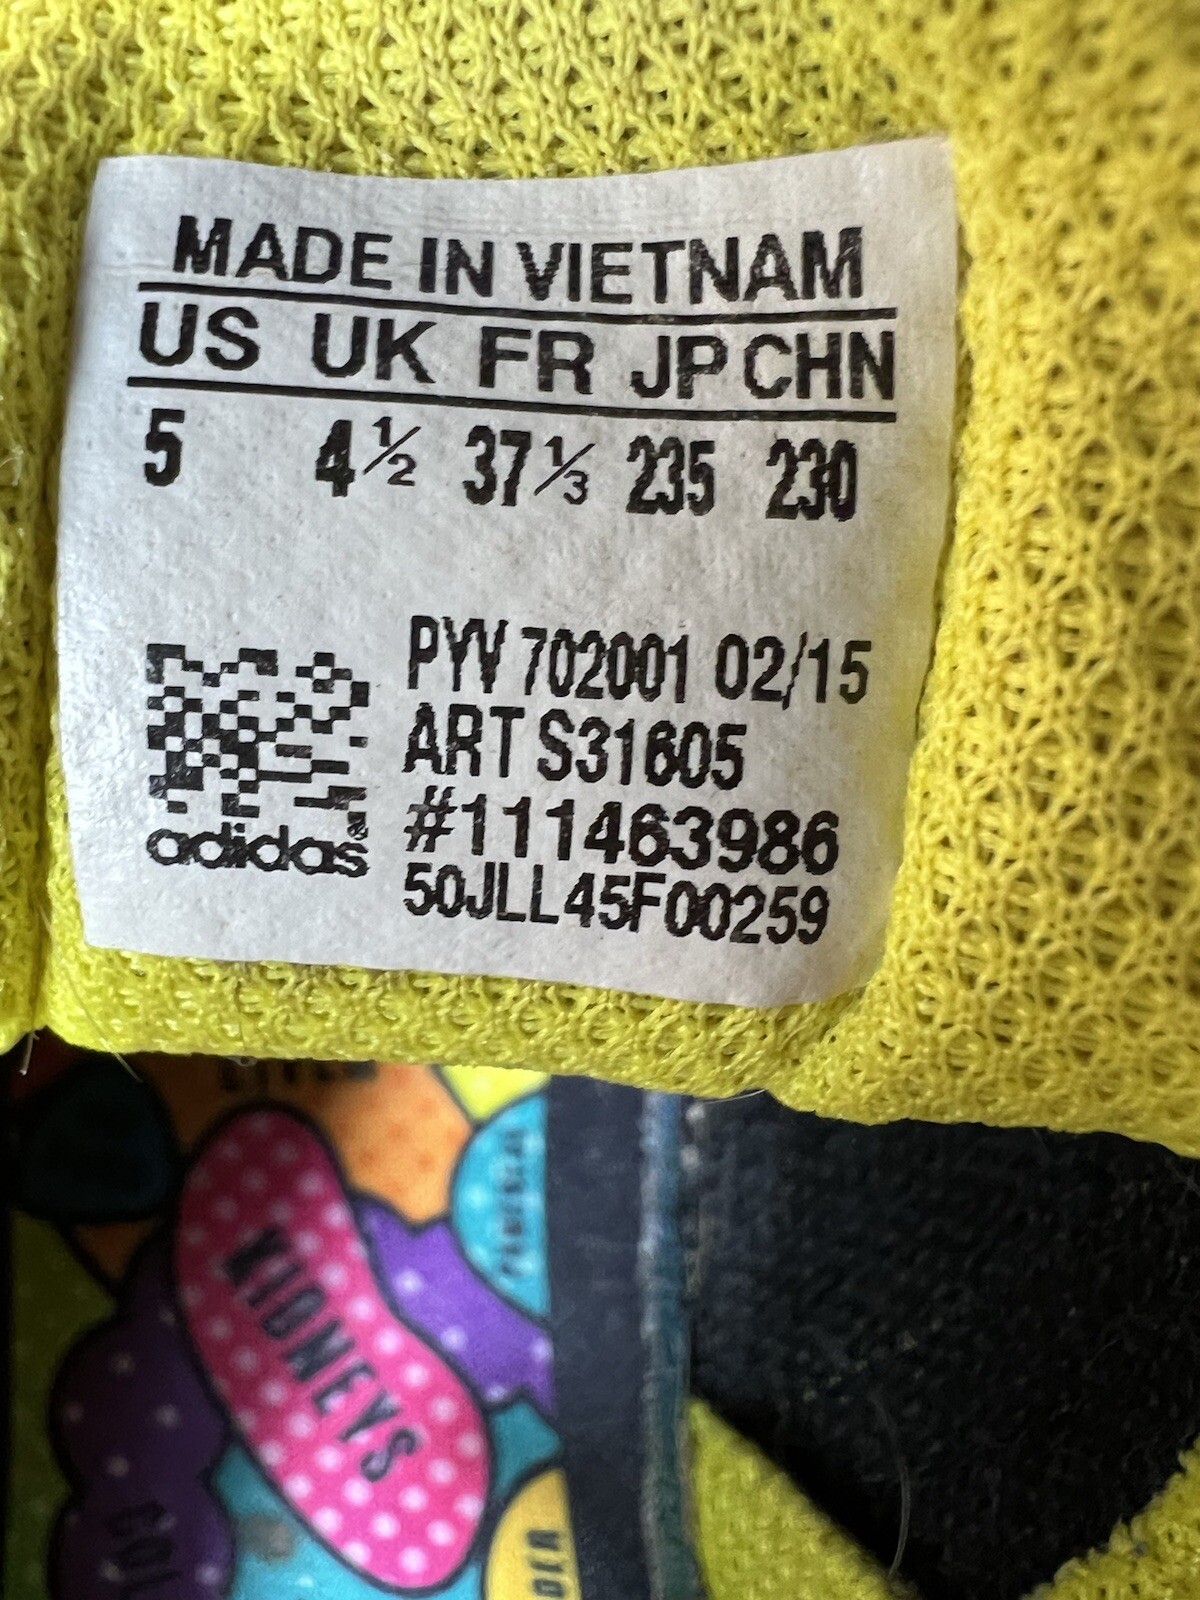 MADE IN VIETNAM
US UK FR JP CHN
5 4½ 37⅓ 235 230
PYV 702001 02/15
ART S31605
#111463986
adidas®
50JLL45F00259
KIDNEYS